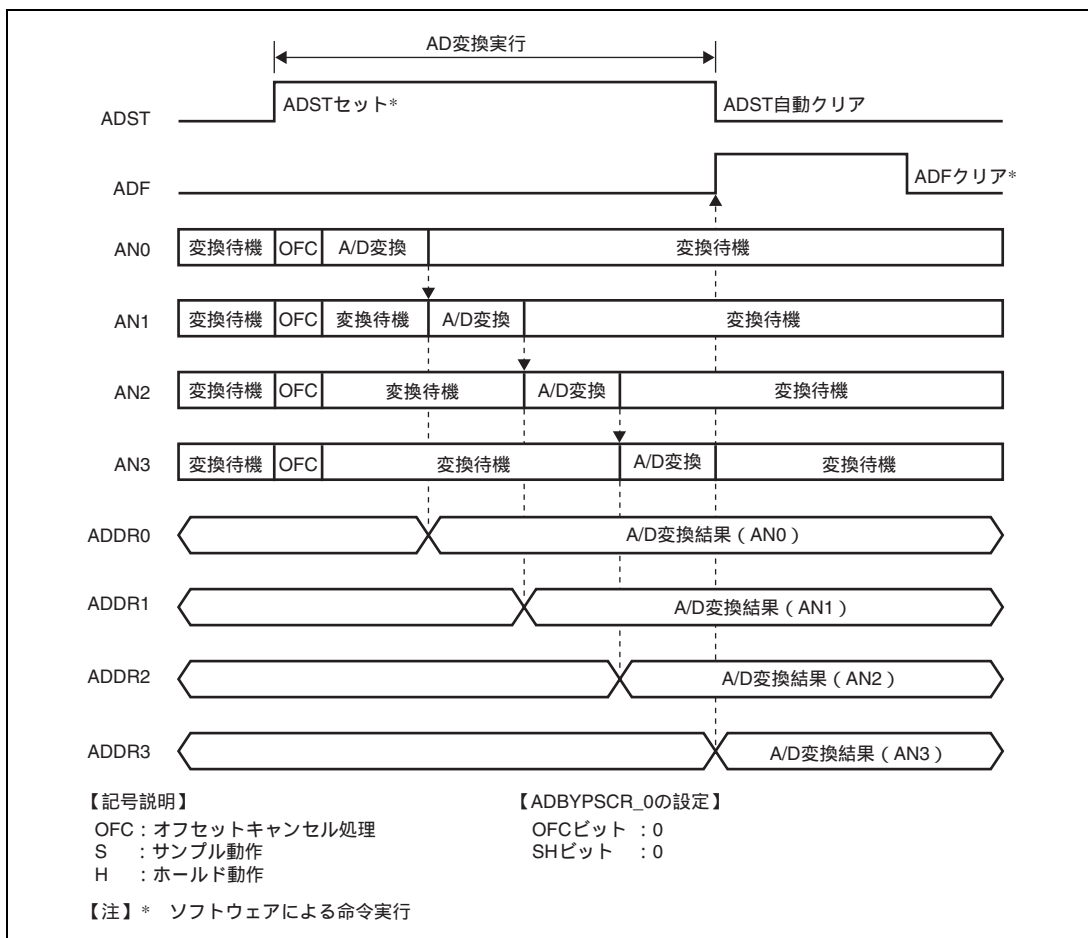 AD変換実行
ADST ADSTセット* ADST自動クリア
ADF ADFクリア*
AN0 変換待機 OFC A/D変換 変換待機
AN1 変換待機 OFC 変換待機 A/D変換 変換待機
AN2 変換待機 OFC 変換待機 A/D変換 変換待機
AN3 変換待機 OFC 変換待機 A/D変換 変換待機
ADDR0 A/D変換結果（AN0）
ADDR1 A/D変換結果（AN1）
ADDR2 A/D変換結果（AN2）
ADDR3 A/D変換結果（AN3）
【記号説明】 【ADBYPSCR_0の設定】
OFC：オフセットキャンセル処理 OFCビット：0
S：サンプル動作 SHビット：0
H：ホールド動作
【注】* ソフトウェアによる命令実行